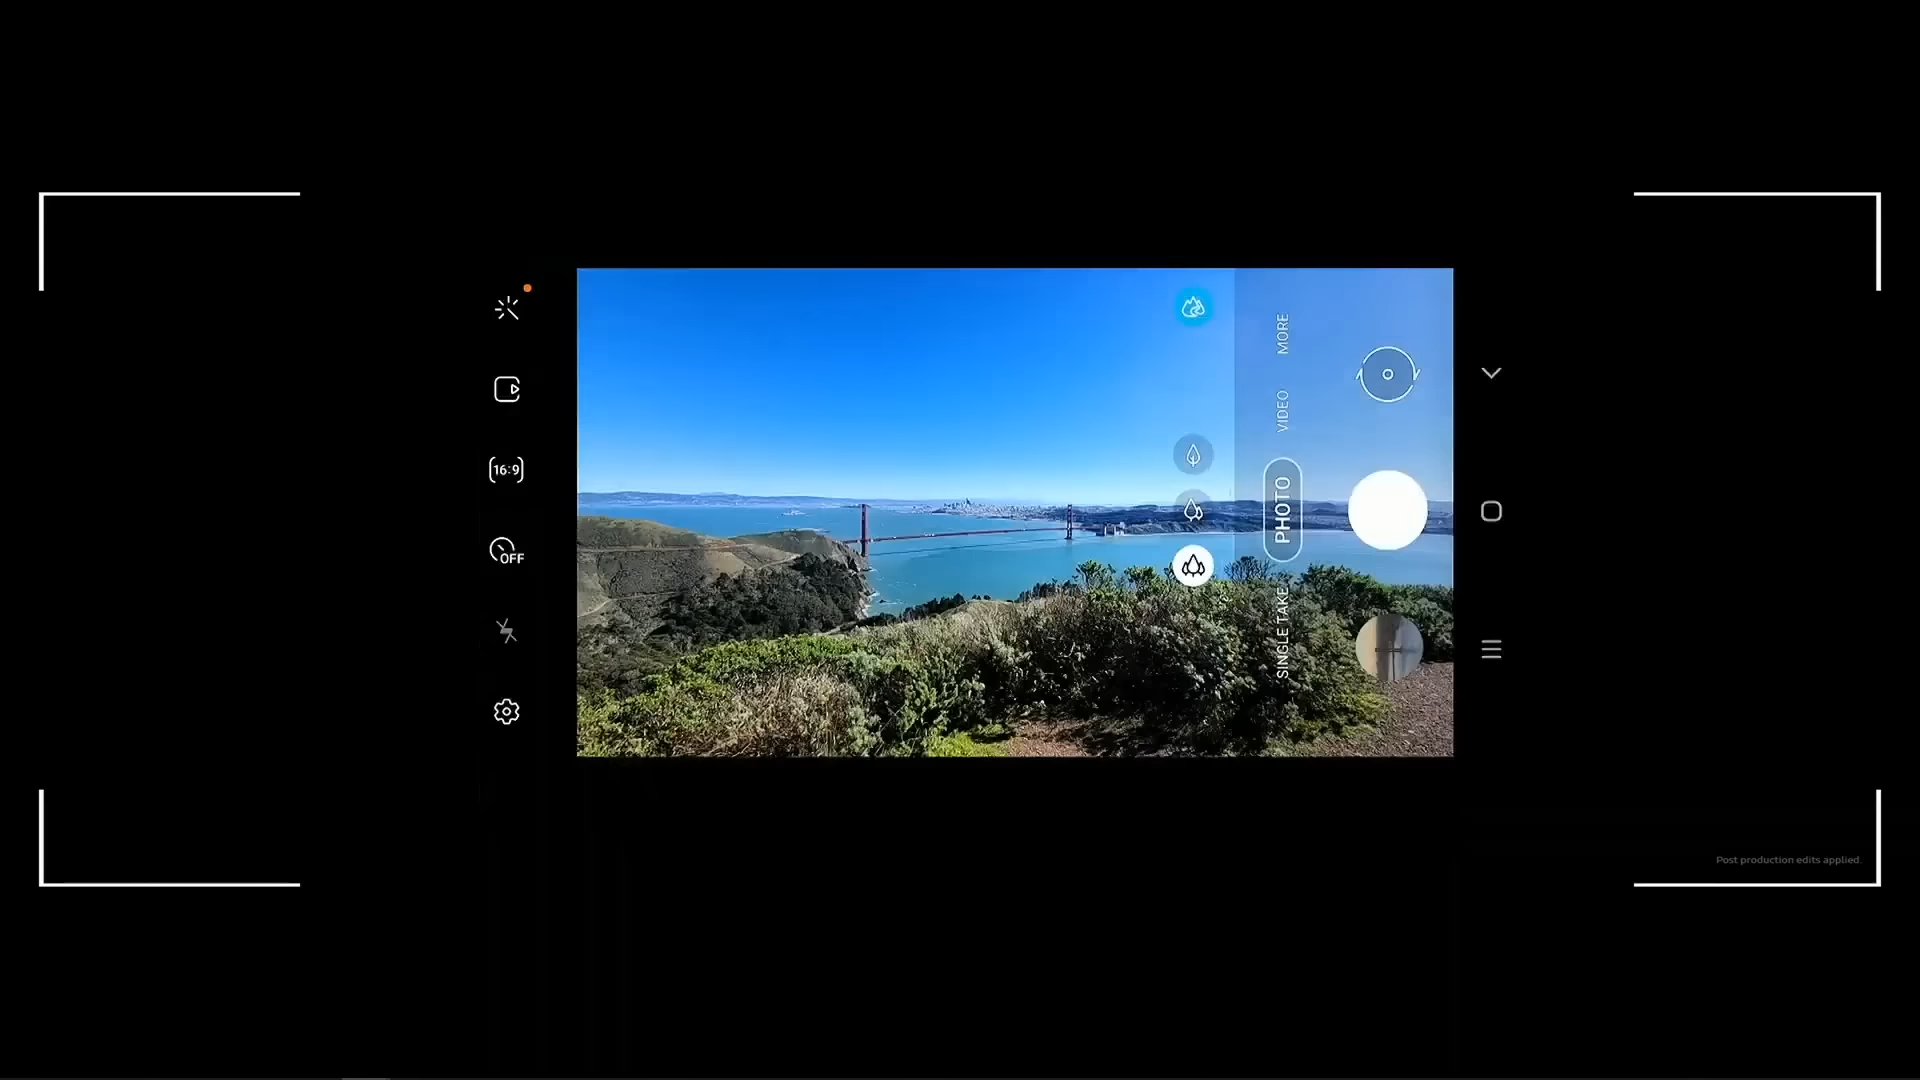 16:9
OFF
MORE
VIDEO
PHOTO
SINGLE TAKE
Post production edits applied.